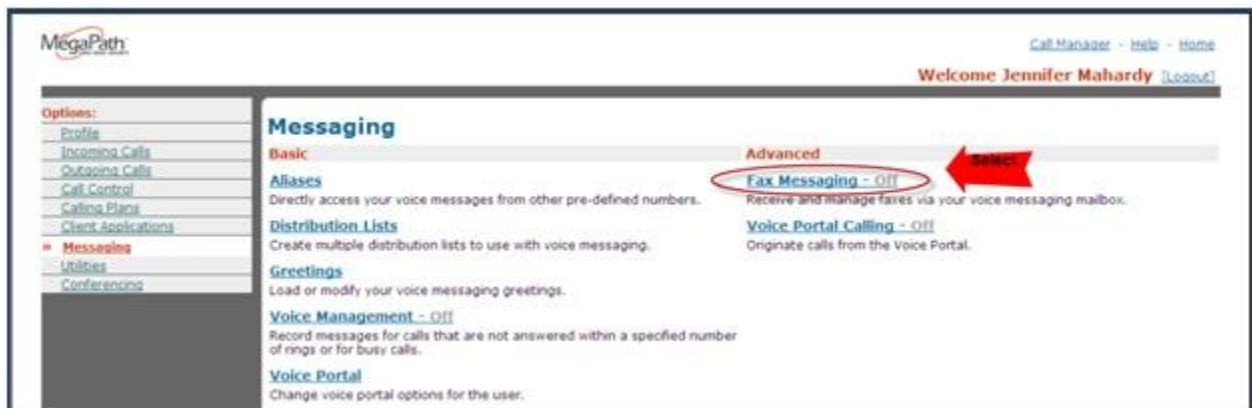 MegaPath
Call Manager - Help - Home
Welcome Jennifer Mahardy [Logout]
Options:
Profile
Incoming Calls
Outgoing Calls
Call Control
Calling Plans
Client Applications
» Messaging
Utilities
Conferencing
Messaging
Basic
Aliases
Directly access your voice messages from other pre-defined numbers.
Distribution Lists
Create multiple distribution lists to use with voice messaging.
Greetings
Load or modify your voice messaging greetings.
Voice Management - Off
Record messages for calls that are not answered within a specified number
of rings or for busy calls.
Voice Portal
Change voice portal options for the user.
Advanced
Fax Messaging - Off
Receive and manage faxes via your voice messaging mailbox.
Voice Portal Calling - Off
Originate calls from the Voice Portal.
Select